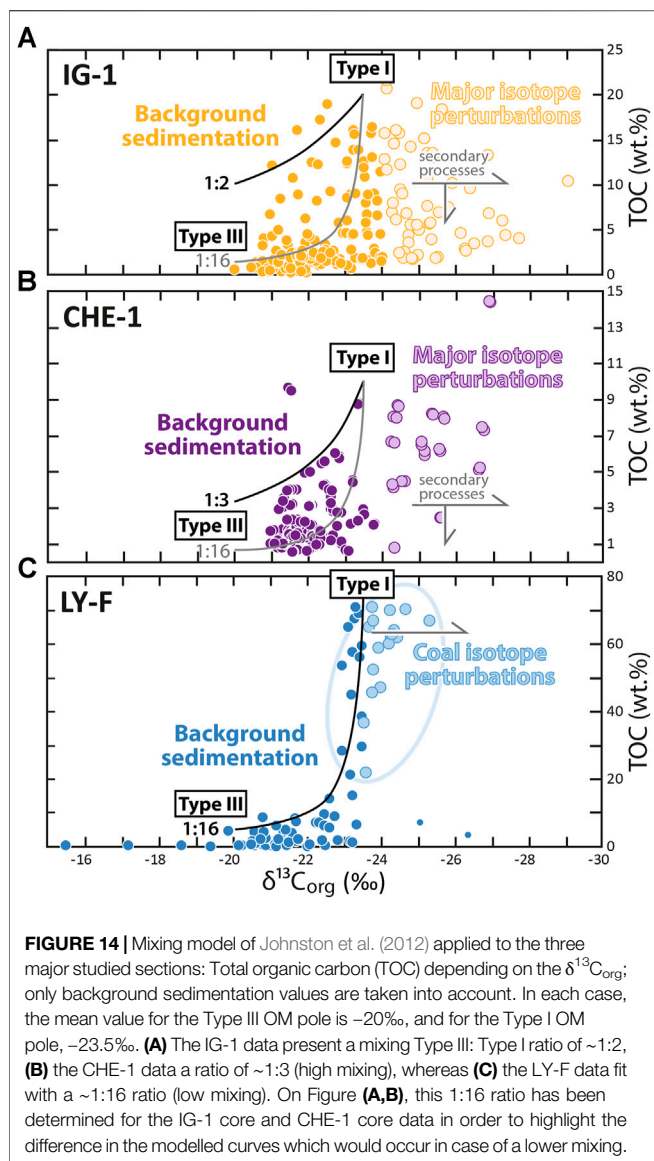 A
IG-1
Type I
Background
sedimentation
Major isotope
perturbations
secondary
processes
1:2
Type III
1:16
25
20
15
10
5
0
TOC (wt.%)
B
CHE-1
Type I
Major isotope
perturbations
Background
sedimentation
secondary
processes
1:3
Type III
1:16
15
13
11
9
7
5
3
1
TOC (wt.%)
C
LY-F
Type I
Coal isotope
perturbations
Background
sedimentation
Type III
1:16
80
60
40
20
0
TOC (wt.%)
-16 -18 -20 -22 -24 -26 -28 -30
δ¹³Corg (‰)
FIGURE 14 | Mixing model of Johnston et al. (2012) applied to the three
major studied sections: Total organic carbon (TOC) depending on the δ¹³Corg;
only background sedimentation values are taken into account. In each case,
the mean value for the Type III OM pole is −20‰, and for the Type I OM
pole, −23.5‰. (A) The IG-1 data present a mixing Type III: Type I ratio of ~1:2,
(B) the CHE-1 data a ratio of ~1:3 (high mixing), whereas (C) the LY-F data fit
with a ~1:16 ratio (low mixing). On Figure (A,B), this 1:16 ratio has been
determined for the IG-1 core and CHE-1 core data in order to highlight the
difference in the modelled curves which would occur in case of a lower mixing.